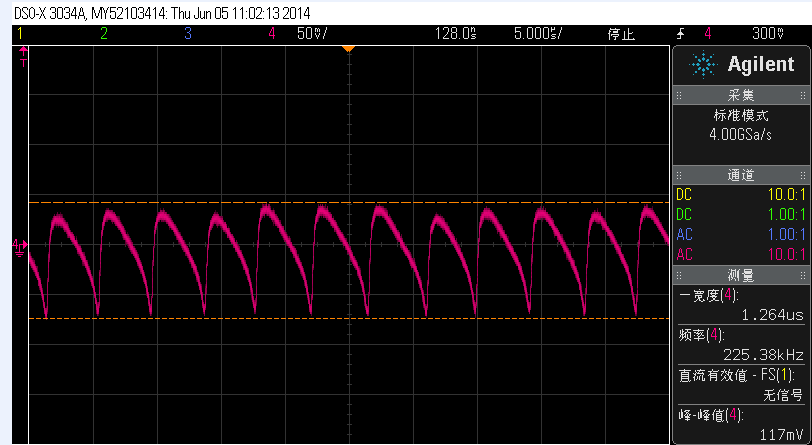 DSO-X 3034A, MY52103414: Thu Jun 05 11:02:13 2014
1 2 3 4 50mV/ 128.0ns 5.000us/ 停止 4 300mV
T
4
Agilent
采集
标准模式
4.00GSa/s
通道
DC 10.0:1
DC 1.00:1
AC 1.00:1
AC 10.0:1
测量
一宽度(4):
1.264us
频率(4):
225.38kHz
直流有效值 - FS(1):
无信号
峰-峰值(4):
117mV